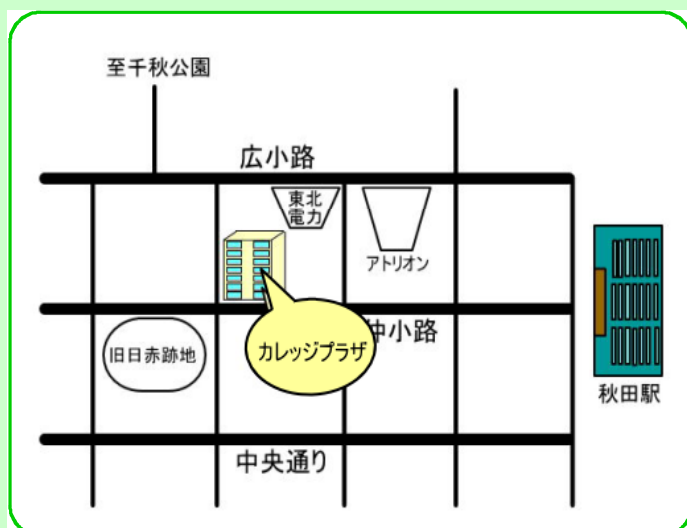 至千秋公園
広小路
東北
電力
アトリオン
仲小路
カレッジプラザ
旧日赤跡地
秋田駅
中央通り